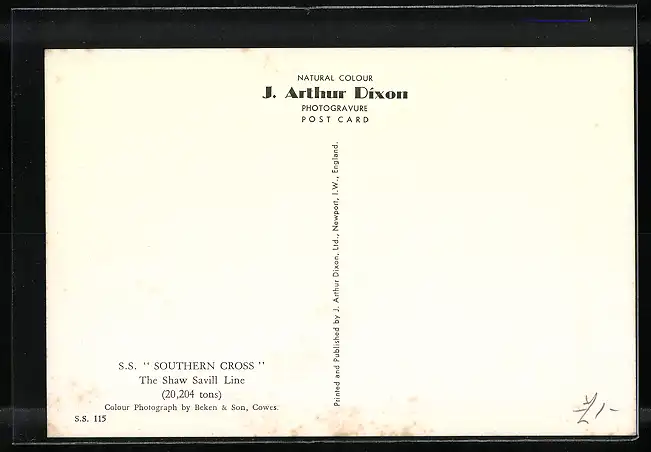 NATURAL COLOUR
J. Arthur Dixon
PHOTOGRAVURE
POST CARD
Printed and Published by J. Arthur Dixon, Ltd., Newport, I.W., England.
S.S. " SOUTHERN CROSS "
The Shaw Savill Line
(20,204 tons)
Colour Photograph by Beken & Son, Cowes.
S.S. 115
£1-